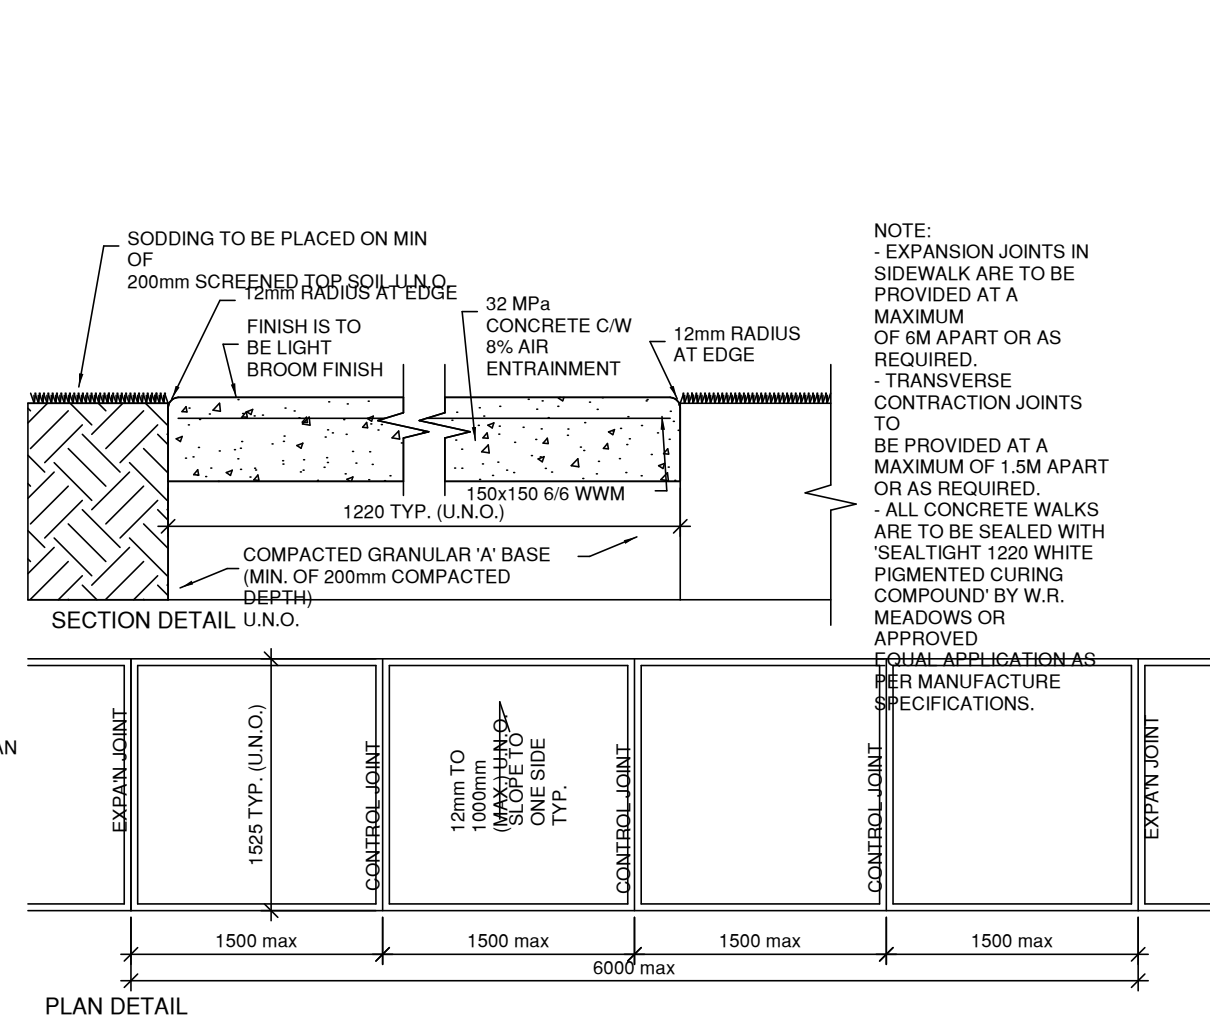 SODDING TO BE PLACED ON MIN
OF
200mm SCREENED TOP SOIL U.N.O.
12mm RADIUS AT EDGE
FINISH IS TO
BE LIGHT
BROOM FINISH
32 MPa
CONCRETE C/W
8% AIR
ENTRAINMENT
12mm RADIUS
AT EDGE
150x150 6/6 WWM
1220 TYP. (U.N.O.)
COMPACTED GRANULAR 'A' BASE
(MIN. OF 200mm COMPACTED
DEPTH)
U.N.O.
SECTION DETAIL
NOTE:
- EXPANSION JOINTS IN
SIDEWALK ARE TO BE
PROVIDED AT A
MAXIMUM
OF 6M APART OR AS
REQUIRED.
- TRANSVERSE
CONTRACTION JOINTS
TO
BE PROVIDED AT A
MAXIMUM OF 1.5M APART
OR AS REQUIRED.
- ALL CONCRETE WALKS
ARE TO BE SEALED WITH
'SEALTIGHT 1220 WHITE
PIGMENTED CURING
COMPOUND' BY W.R.
MEADOWS OR
APPROVED
EQUAL APPLICATION AS
PER MANUFACTURE
SPECIFICATIONS.
AN
EXPA'N JOINT
1525 TYP. (U.N.O.)
CONTROL JOINT
12mm TO
1000mm
(MAX.) U.N.O.
SLOPE TO
ONE SIDE
TYP.
CONTROL JOINT
CONTROL JOINT
EXPA'N JOINT
1500 max
1500 max
1500 max
1500 max
6000 max
PLAN DETAIL